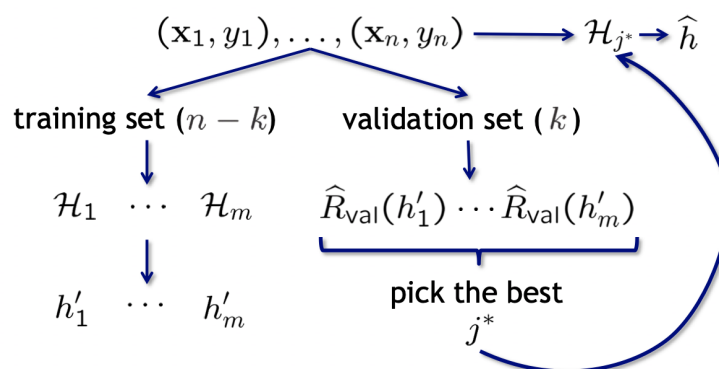 (𝐱₁, y₁), . . . , (𝐱ₙ, yₙ) → ℋ_{j*} → ĥ
training set (n − k) validation set (k)
ℋ₁ ⋯ ℋₘ R̂_val(h′₁) ⋯ R̂_val(h′ₘ)
pick the best
h′₁ ⋯ h′ₘ
j*